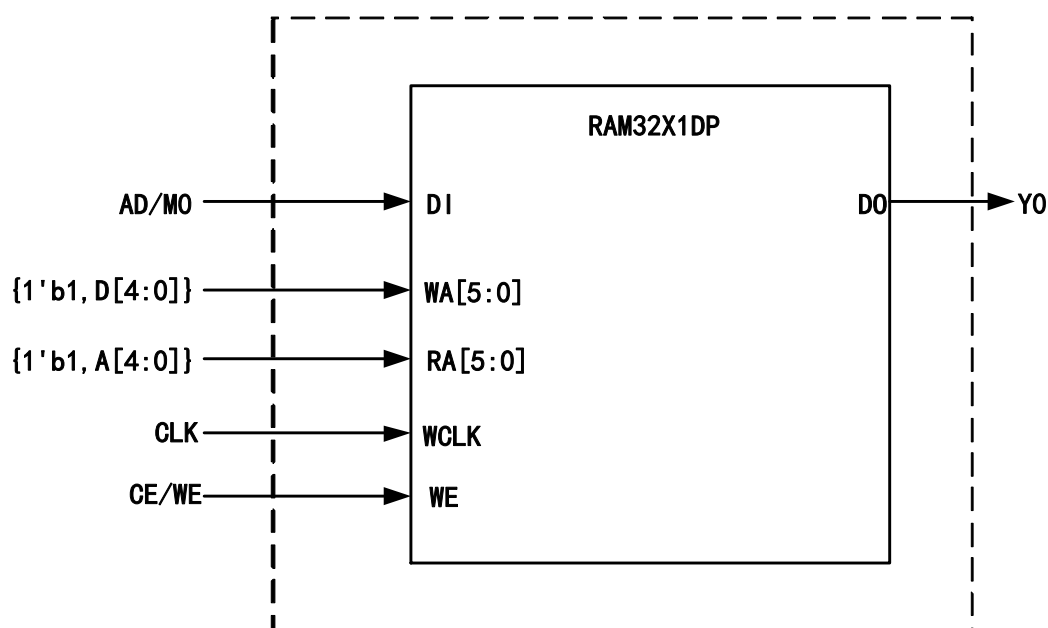 RAM32X1DP
AD/M0 DI DO Y0
{1'b1,D[4:0]} WA[5:0]
{1'b1,A[4:0]} RA[5:0]
CLK WCLK
CE/WE WE